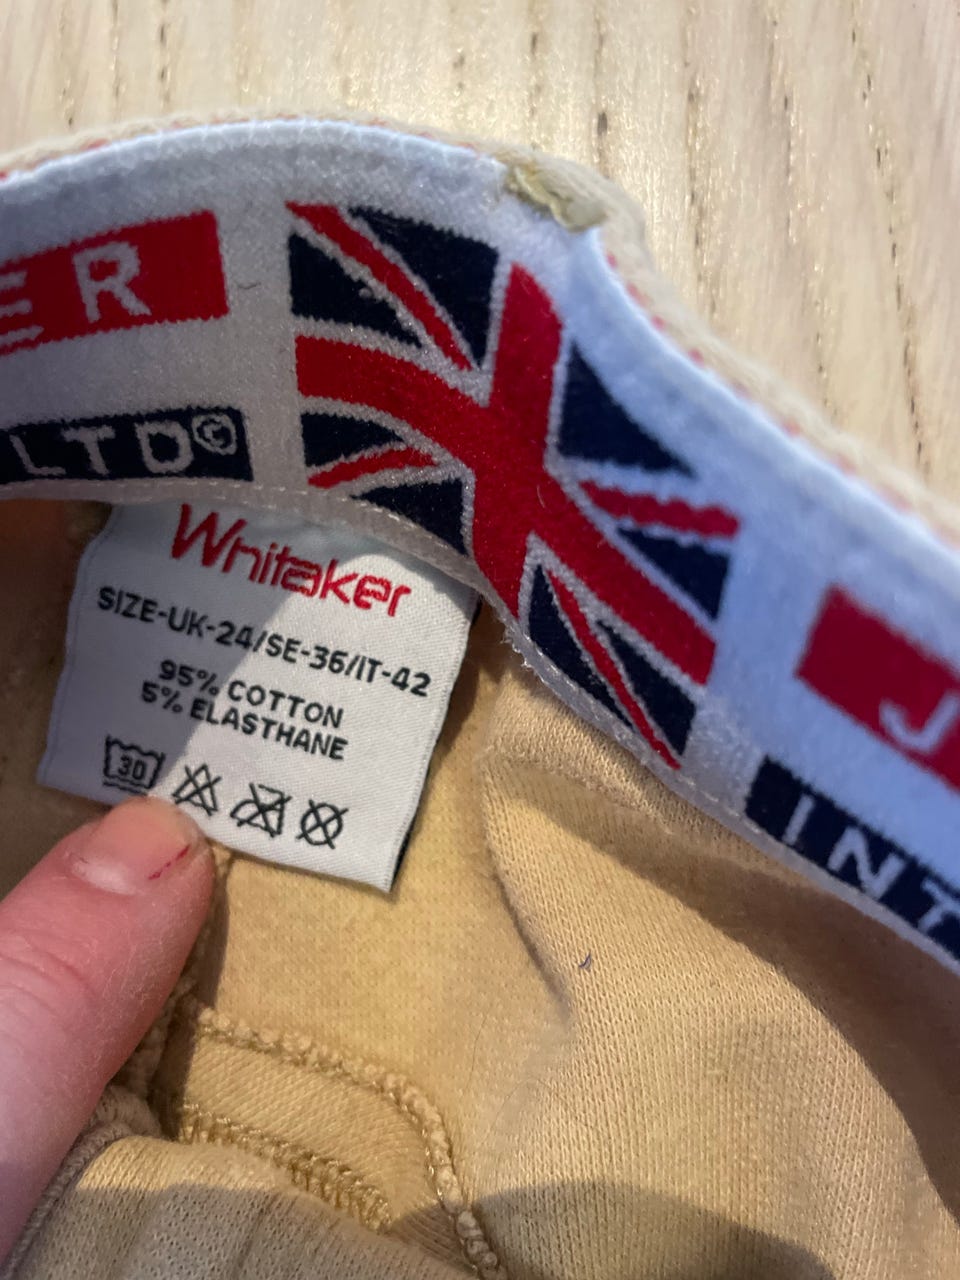 ER
LTD©
J
INT
Whitaker
SIZE-UK-24/SE-36/IT-42
95% COTTON
5% ELASTHANE
30